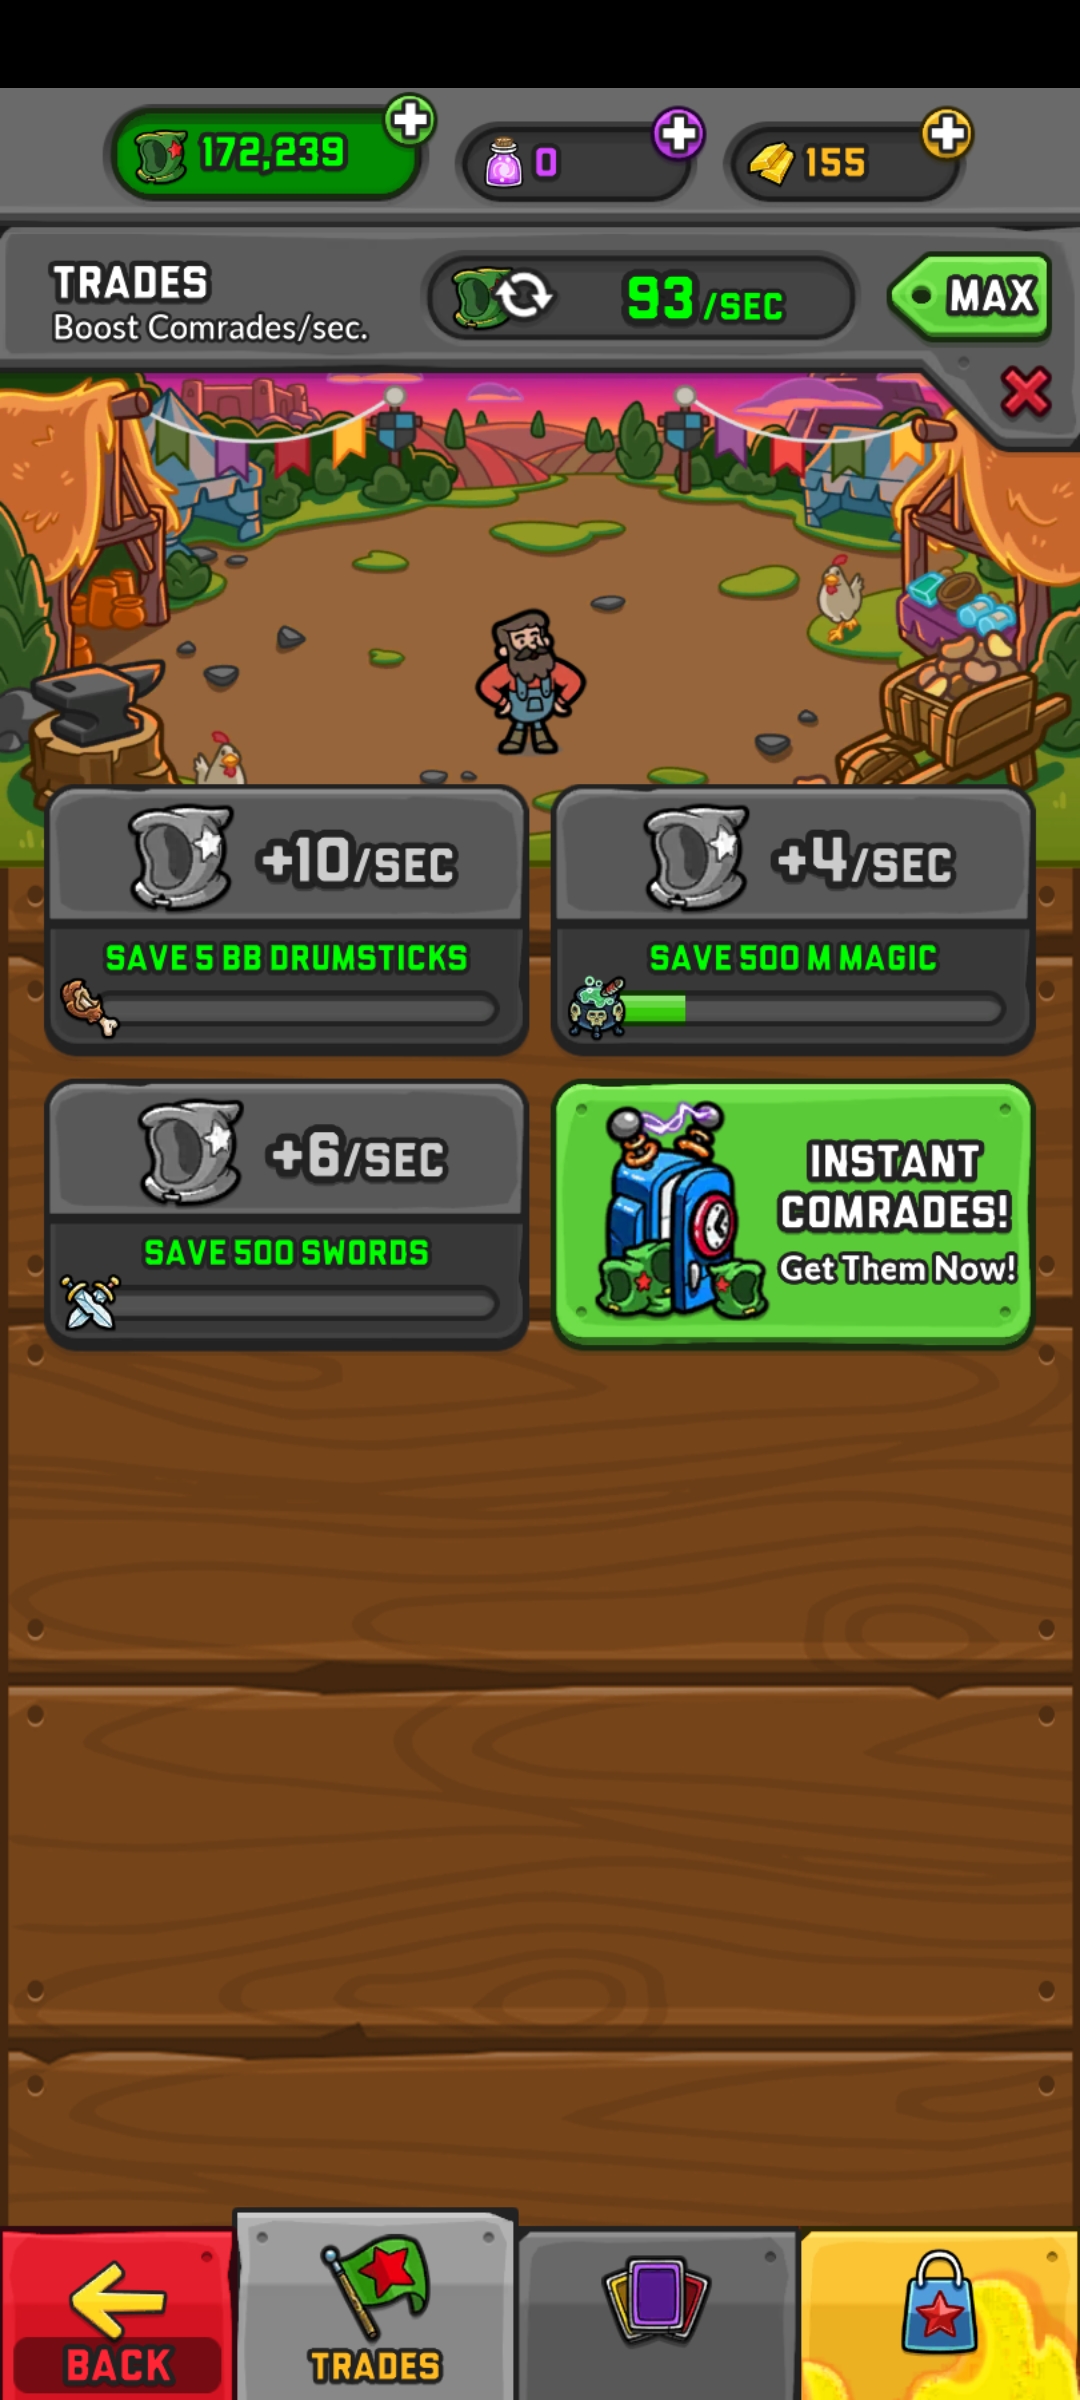 172,239
0
155
TRADES
Boost Comrades/sec.
93/SEC
MAX
+10/SEC
SAVE 5 BB DRUMSTICKS
+4/SEC
SAVE 500 M MAGIC
+6/SEC
SAVE 500 SWORDS
INSTANT
COMRADES!
Get Them Now!
BACK
TRADES